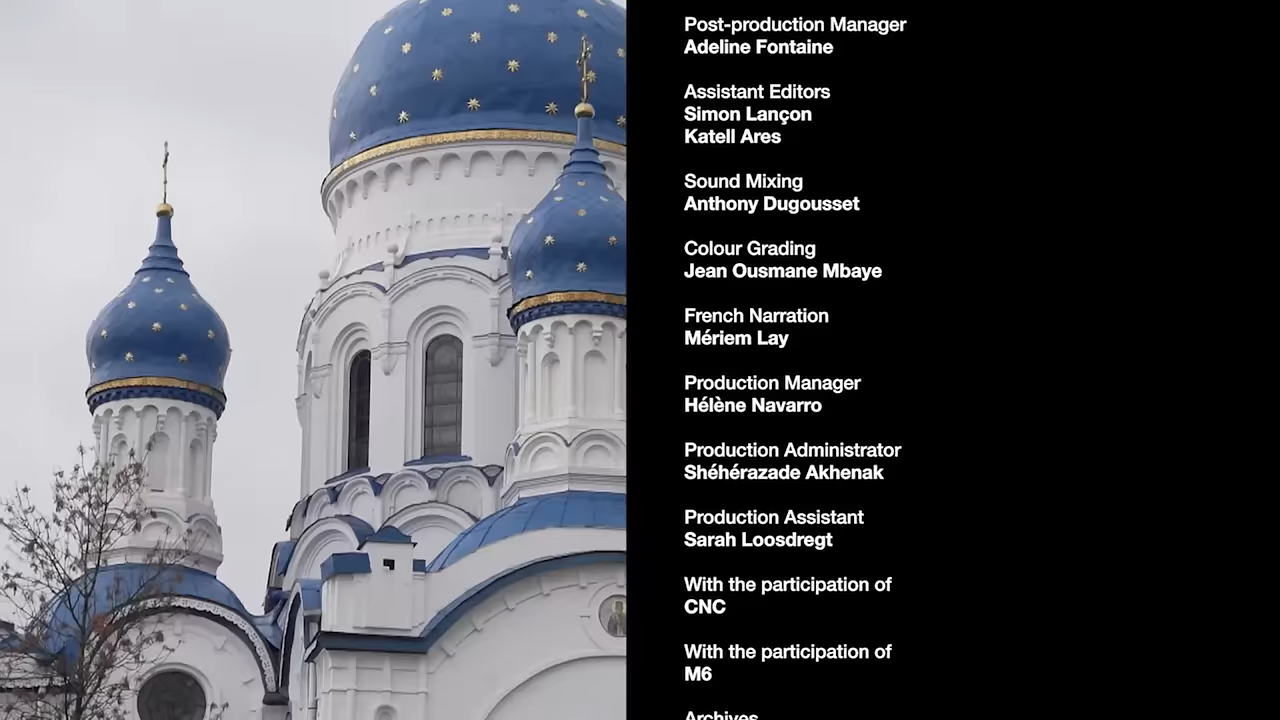 Post-production Manager
Adeline Fontaine
Assistant Editors
Simon Lançon
Katell Ares
Sound Mixing
Anthony Dugousset
Colour Grading
Jean Ousmane Mbaye
French Narration
Mériem Lay
Production Manager
Hélène Navarro
Production Administrator
Shéhérazade Akhenak
Production Assistant
Sarah Loosdregt
With the participation of
CNC
With the participation of
M6
Archives